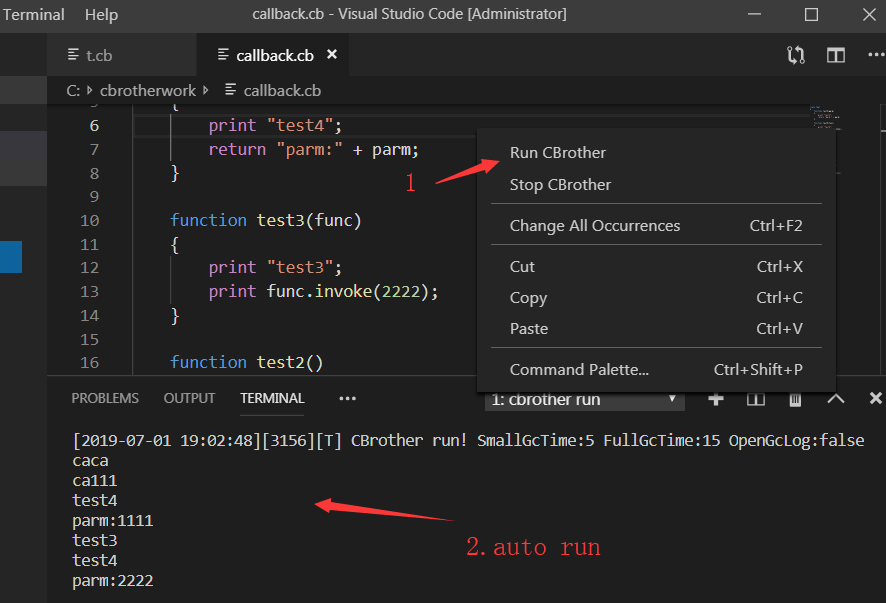 Terminal Help callback.cb - Visual Studio Code [Administrator]
t.cb callback.cb
C: cbrotherwork callback.cb
5 {
6 print "test4";
7 return "parm:" + parm;
8 }
9
10 function test3(func)
11 {
12 print "test3";
13 print func.invoke(2222);
14 }
15
16 function test2()
1
Run CBrother
Stop CBrother
Change All Occurrences Ctrl+F2
Cut Ctrl+X
Copy Ctrl+C
Paste Ctrl+V
Command Palette... Ctrl+Shift+P
PROBLEMS OUTPUT TERMINAL ••• 1: cbrother run
[2019-07-01 19:02:48][3156][T] CBrother run! SmallGcTime:5 FullGcTime:15 OpenGcLog:false
caca
ca111
test4
parm:1111
test3
test4
parm:2222
2.auto run